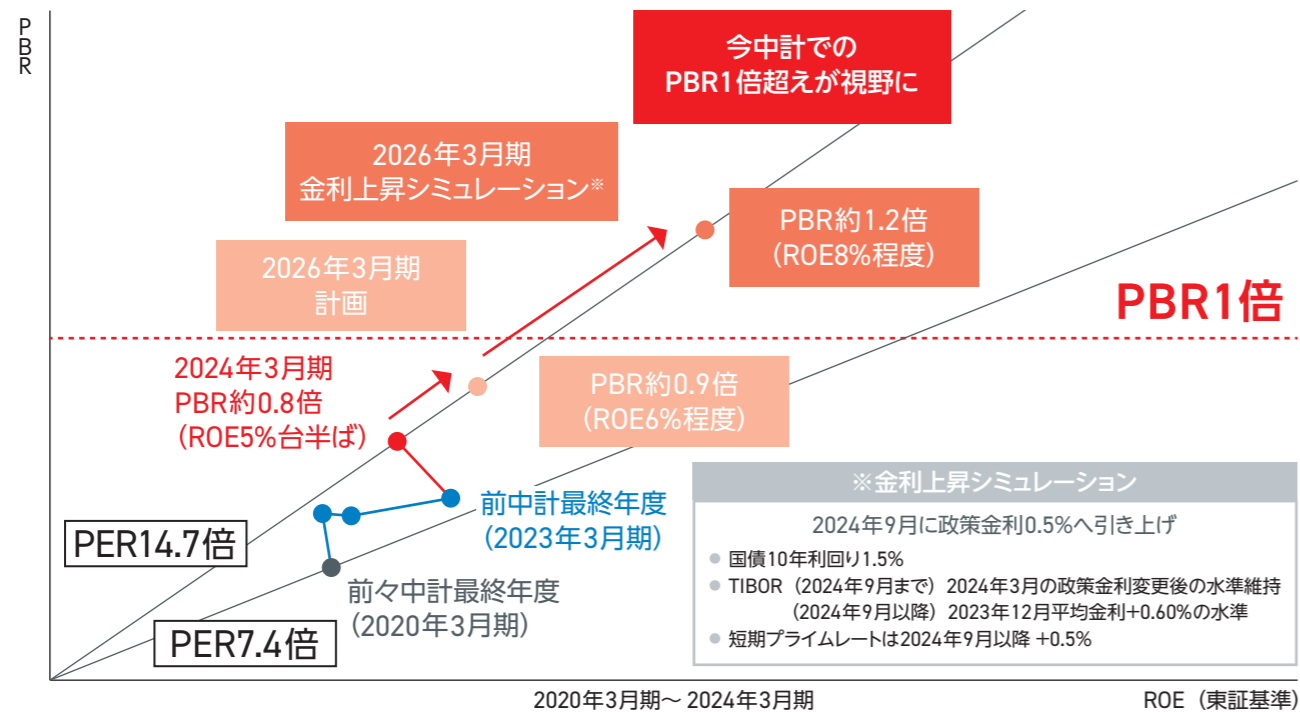 PBR
今中計での
PBR1倍超えが視野に
2026年3月期
金利上昇シミュレーション※
PBR約1.2倍
（ROE8%程度）
2026年3月期
計画
PBR1倍
2024年3月期
PBR約0.8倍
（ROE5%台半ば）
PBR約0.9倍
（ROE6%程度）
前中計最終年度
（2023年3月期）
PER14.7倍
前々中計最終年度
（2020年3月期）
PER7.4倍
※金利上昇シミュレーション
2024年9月に政策金利0.5%へ引き上げ
● 国債10年利回り1.5%
● TIBOR（2024年9月まで）2024年3月の政策金利変更後の水準維持
（2024年9月以降）2023年12月平均金利+0.60%の水準
● 短期プライムレートは2024年9月以降 +0.5%
2020年3月期〜2024年3月期
ROE（東証基準）